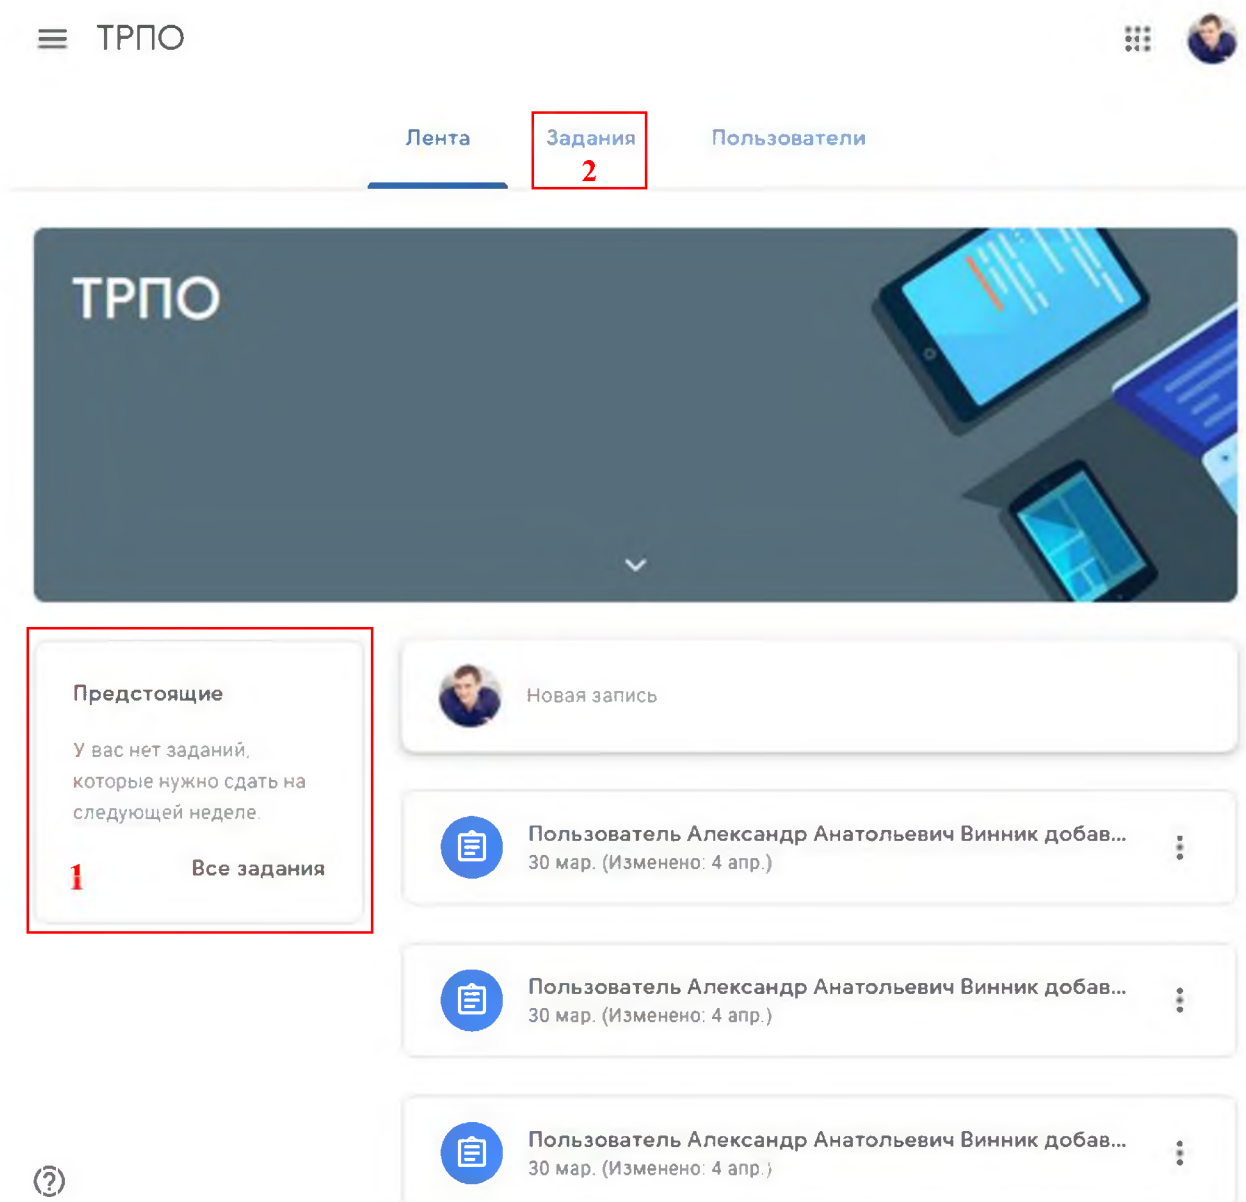 ТРПО
Лента
Задания
Пользователи
2
ТРПО
Предстоящие
У вас нет заданий,
которые нужно сдать на
следующей неделе.
1
Все задания
Новая запись
Пользователь Александр Анатольевич Винник добав...
30 мар. (Изменено: 4 апр.)
Пользователь Александр Анатольевич Винник добав...
30 мар. (Изменено: 4 апр.)
Пользователь Александр Анатольевич Винник добав...
30 мар. (Изменено: 4 апр.)